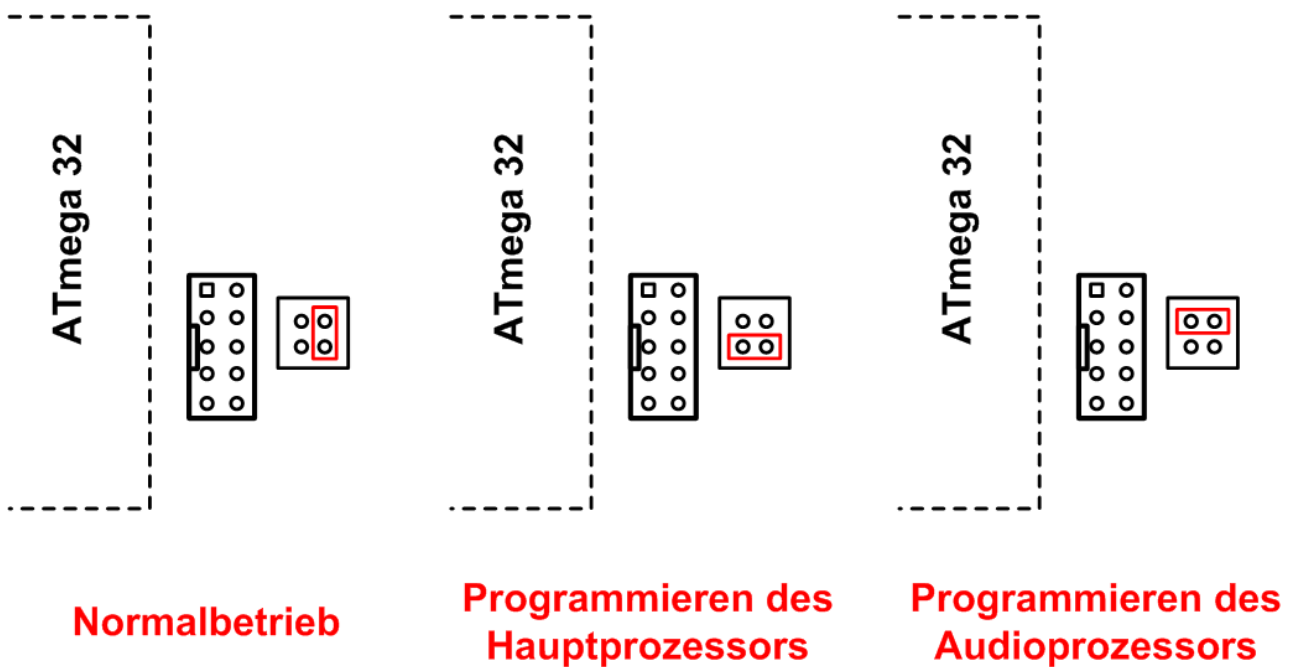 ATmega 32
ATmega 32
ATmega 32
Normalbetrieb
Programmieren des
Hauptprozessors
Programmieren des
Audioprozessors